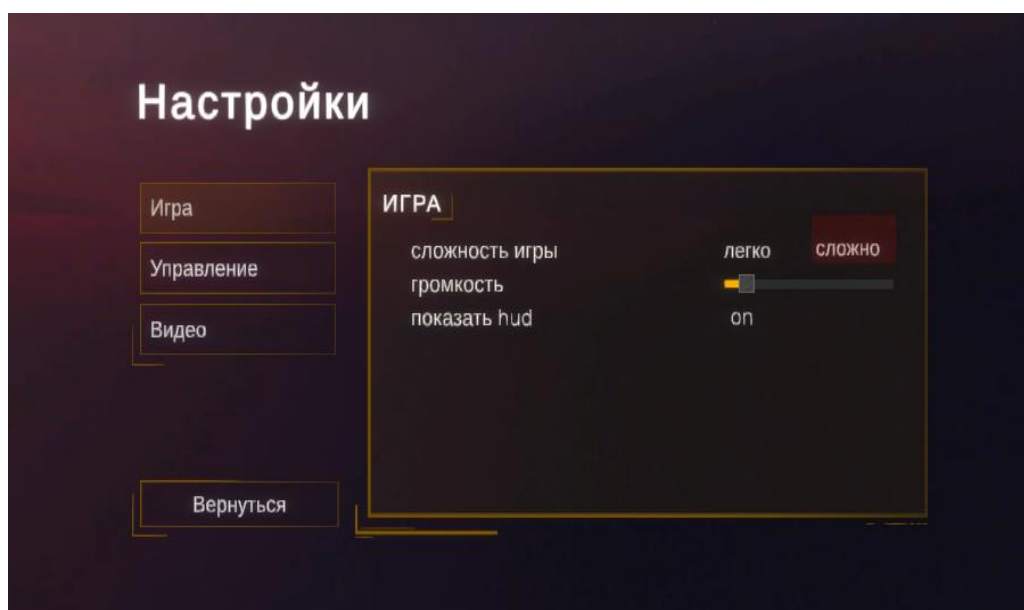 Настройки
Игра
Управление
Видео
Вернуться
ИГРА
сложность игры легко сложно
громкость
показать hud on